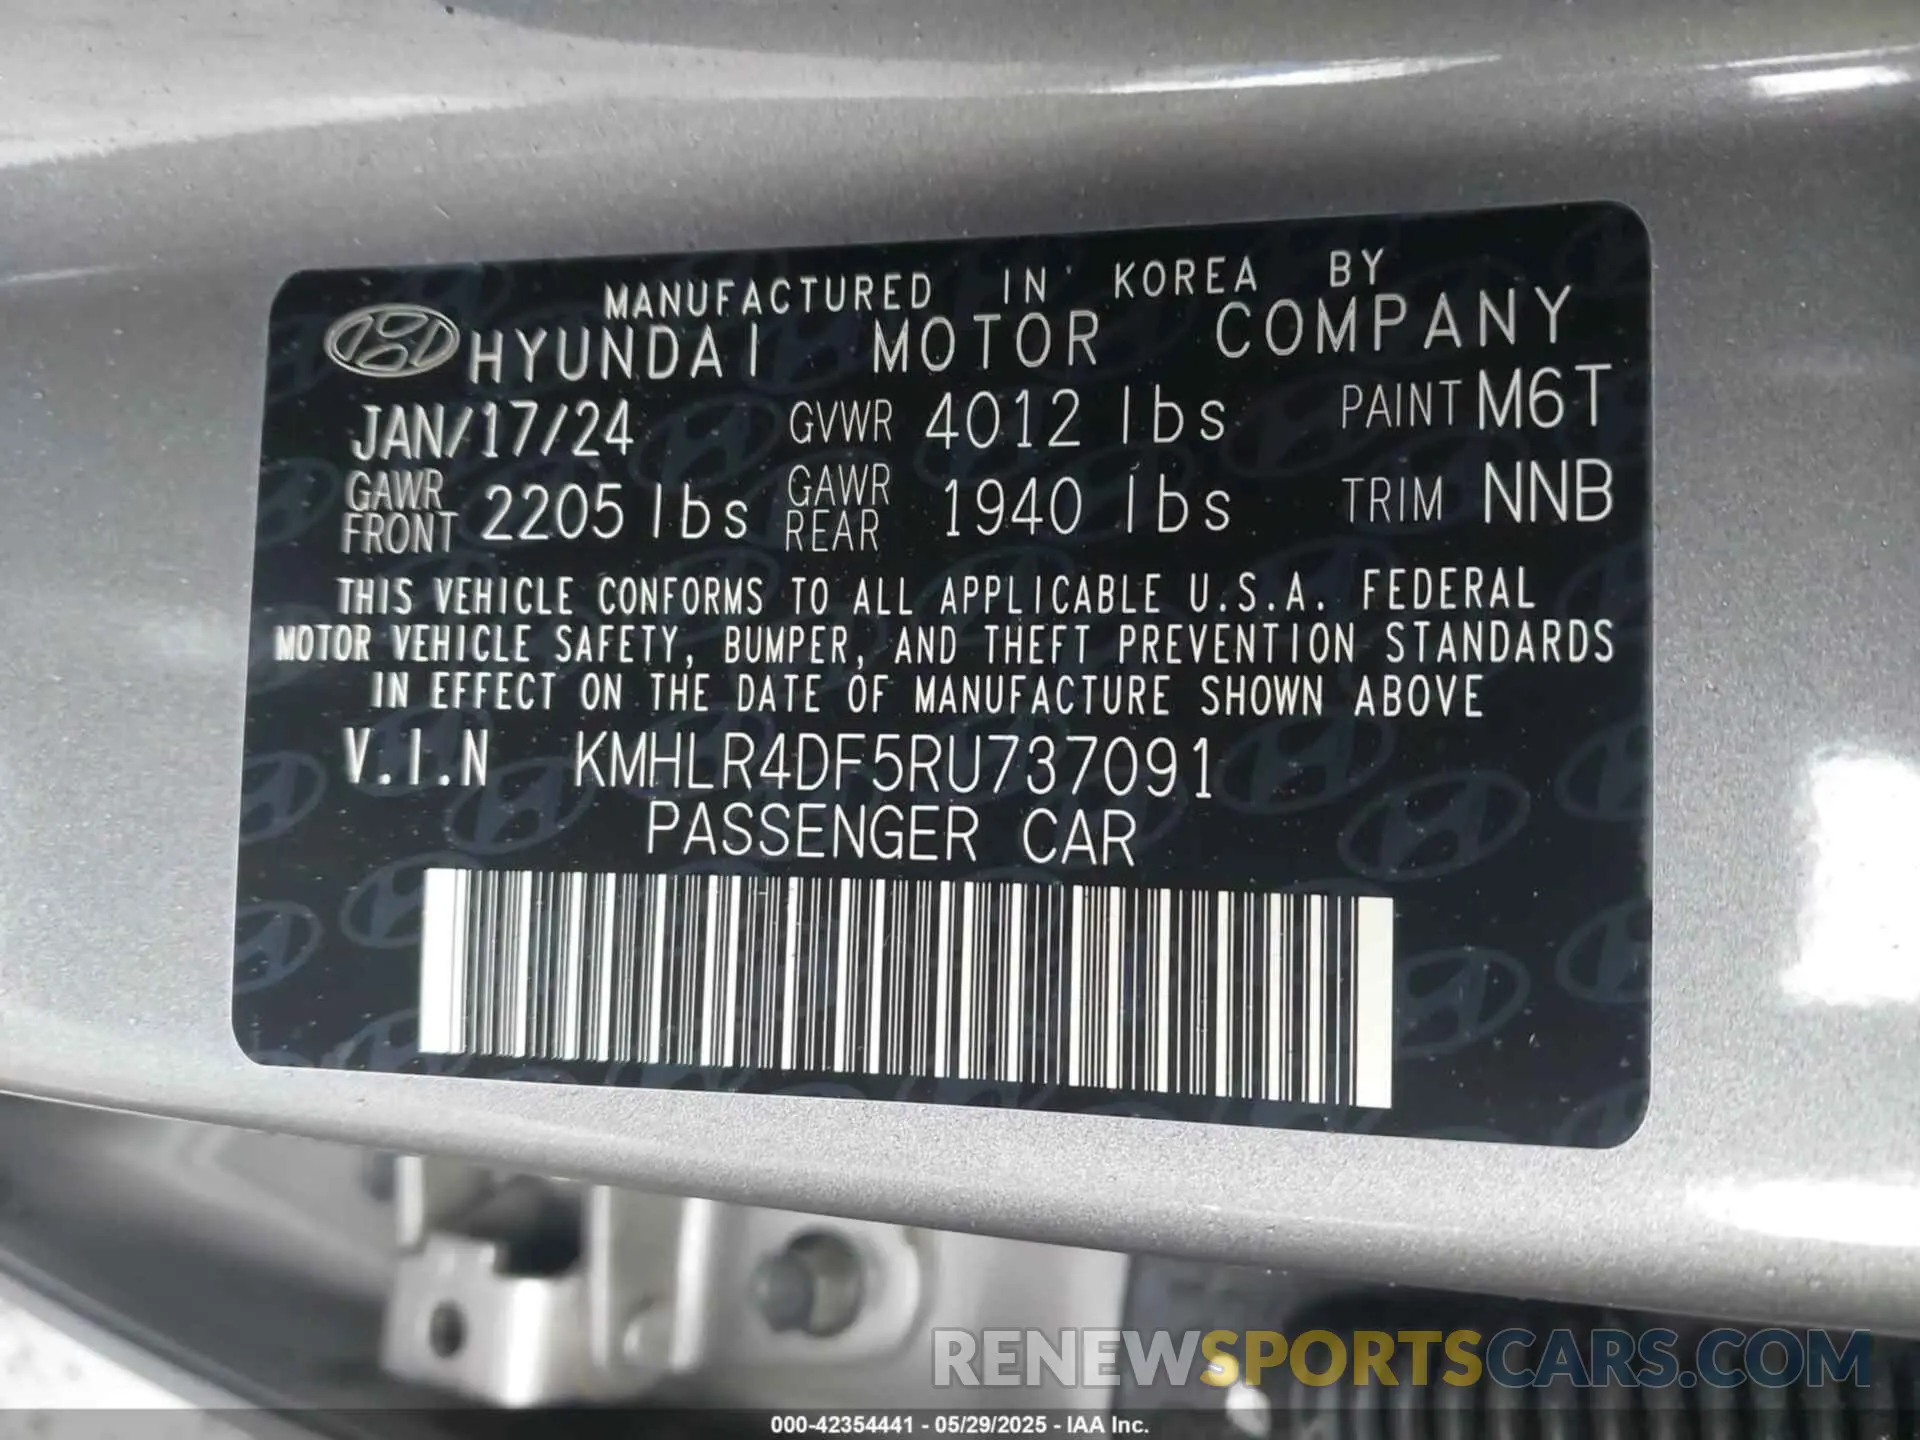 MANUFACTURED IN KOREA BY
HYUNDAI MOTOR COMPANY
JAN/17/24 GVWR 4012 lbs PAINT M6T
GAWR FRONT 2205 lbs GAWR REAR 1940 lbs TRIM NNB
THIS VEHICLE CONFORMS TO ALL APPLICABLE U.S.A. FEDERAL
MOTOR VEHICLE SAFETY, BUMPER, AND THEFT PREVENTION STANDARDS
IN EFFECT ON THE DATE OF MANUFACTURE SHOWN ABOVE
V.I.N KMHLR4DF5RU737091
PASSENGER CAR
RENEWSPORTSCARS.COM
000-42354441 - 05/29/2025 - IAA Inc.